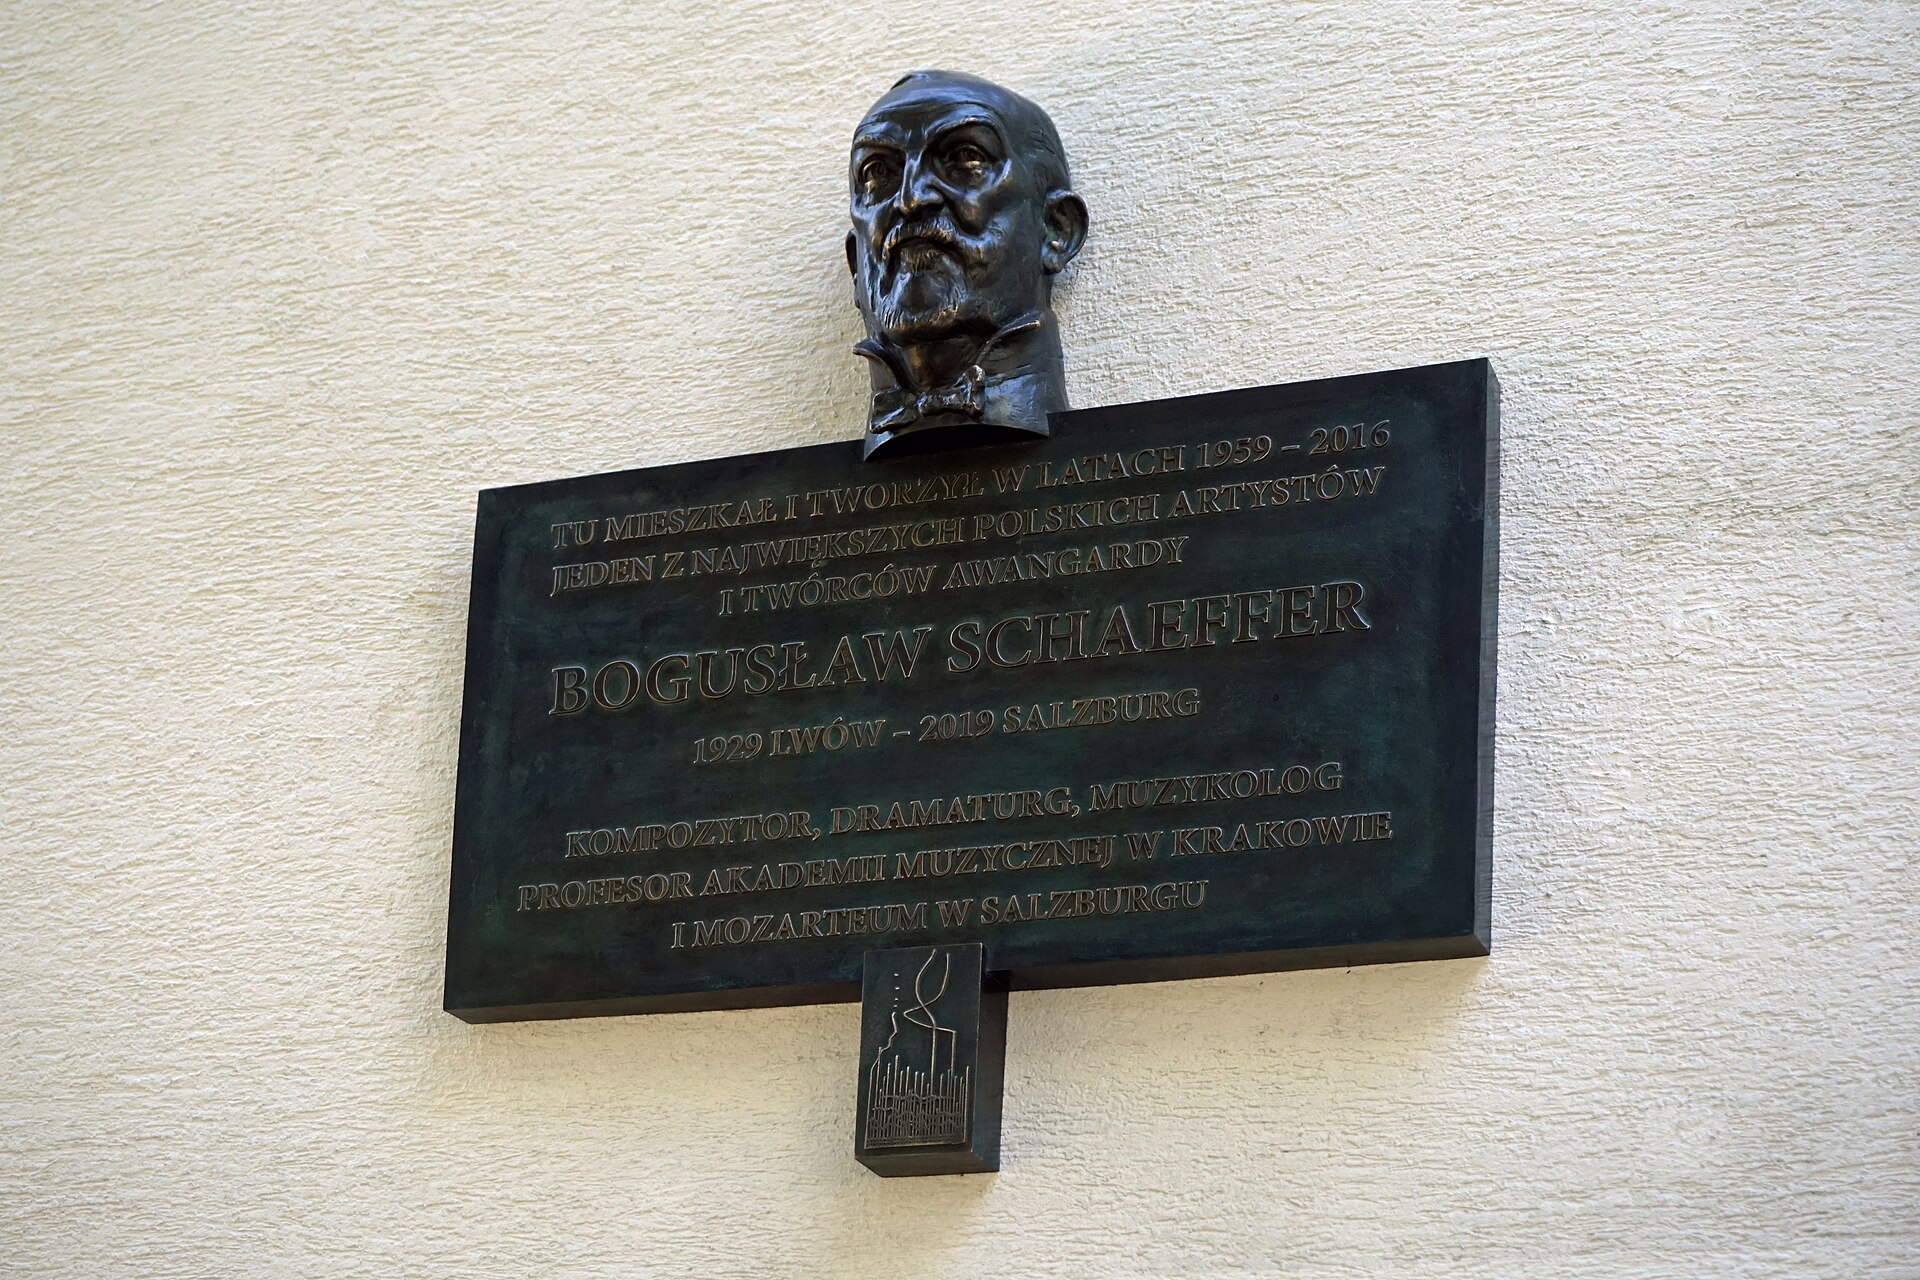 TU MIESZKAŁ I TWORZYŁ W LATACH 1959 – 2016
JEDEN Z NAJWIĘKSZYCH POLSKICH ARTYSTÓW
I TWÓRCÓW AWANGARDY
BOGUSŁAW SCHAEFFER
1929 LWÓW – 2019 SALZBURG
KOMPOZYTOR, DRAMATURG, MUZYKOLOG
PROFESOR AKADEMII MUZYCZNEJ W KRAKOWIE
I MOZARTEUM W SALZBURGU